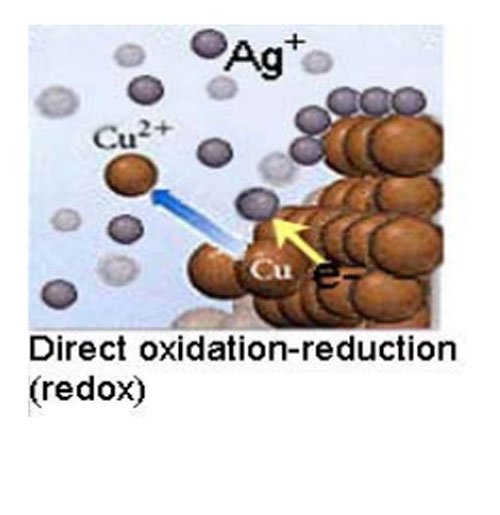 Ag⁺
Cu²⁺
Cu
e-
Direct oxidation-reduction
(redox)